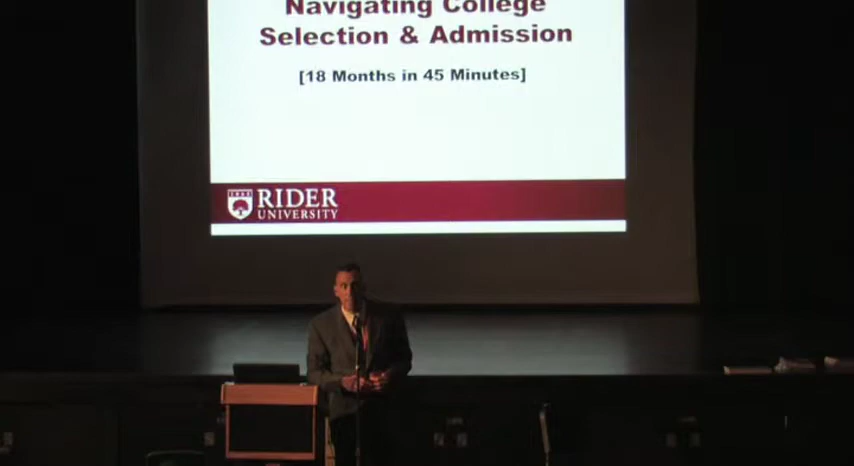 Navigating College
Selection & Admission
[18 Months in 45 Minutes]
RIDER
UNIVERSITY